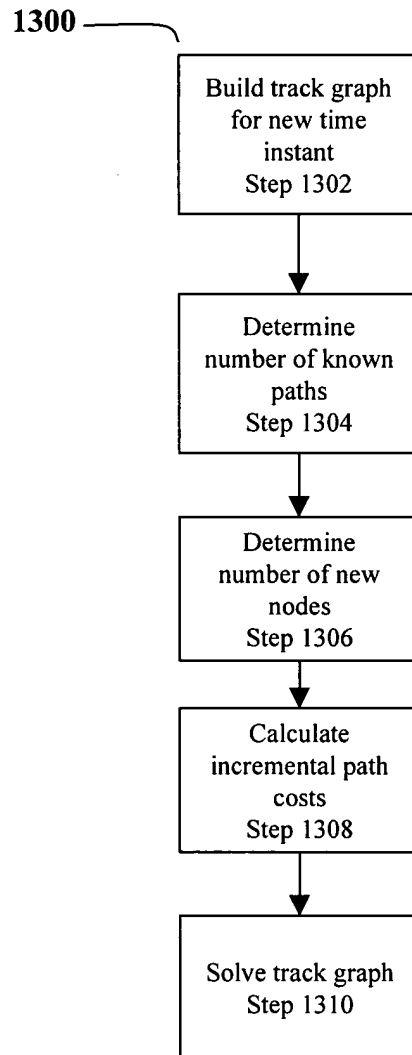 1300
Build track graph
for new time
instant
Step 1302
Determine
number of known
paths
Step 1304
Determine
number of new
nodes
Step 1306
Calculate
incremental path
costs
Step 1308
Solve track graph
Step 1310